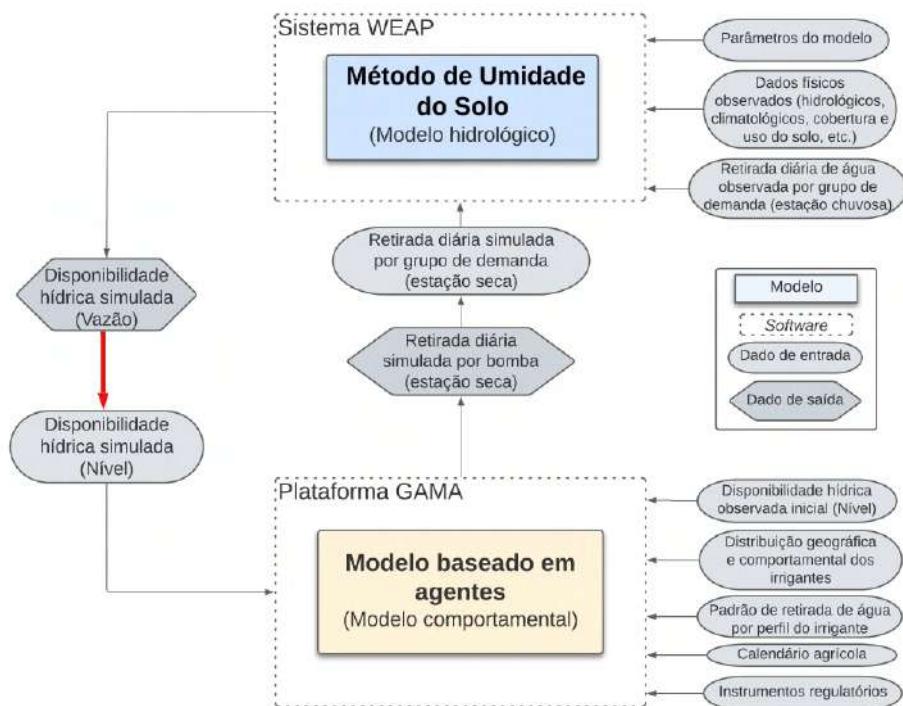 Sistema WEAP
Método de Umidade
do Solo
(Modelo hidrológico)
Parâmetros do modelo
Dados físicos
observados (hidrológicos,
climatológicos, cobertura e
uso do solo, etc.)
Retirada diária de água
observada por grupo de
demanda (estação chuvosa)
Retirada diária simulada
por grupo de demanda
(estação seca)
Disponibilidade
hídrica simulada
(Vazão)
Retirada diária
simulada por bomba
(estação seca)
Disponibilidade
hídrica simulada
(Nível)
Modelo
Software
Dado de entrada
Dado de saída
Plataforma GAMA
Modelo baseado em
agentes
(Modelo comportamental)
Disponibilidade hídrica
observada inicial (Nível)
Distribuição geográfica
e comportamental dos
irrigantes
Padrão de retirada de água
por perfil do irrigante
Calendário agrícola
Instrumentos regulatórios